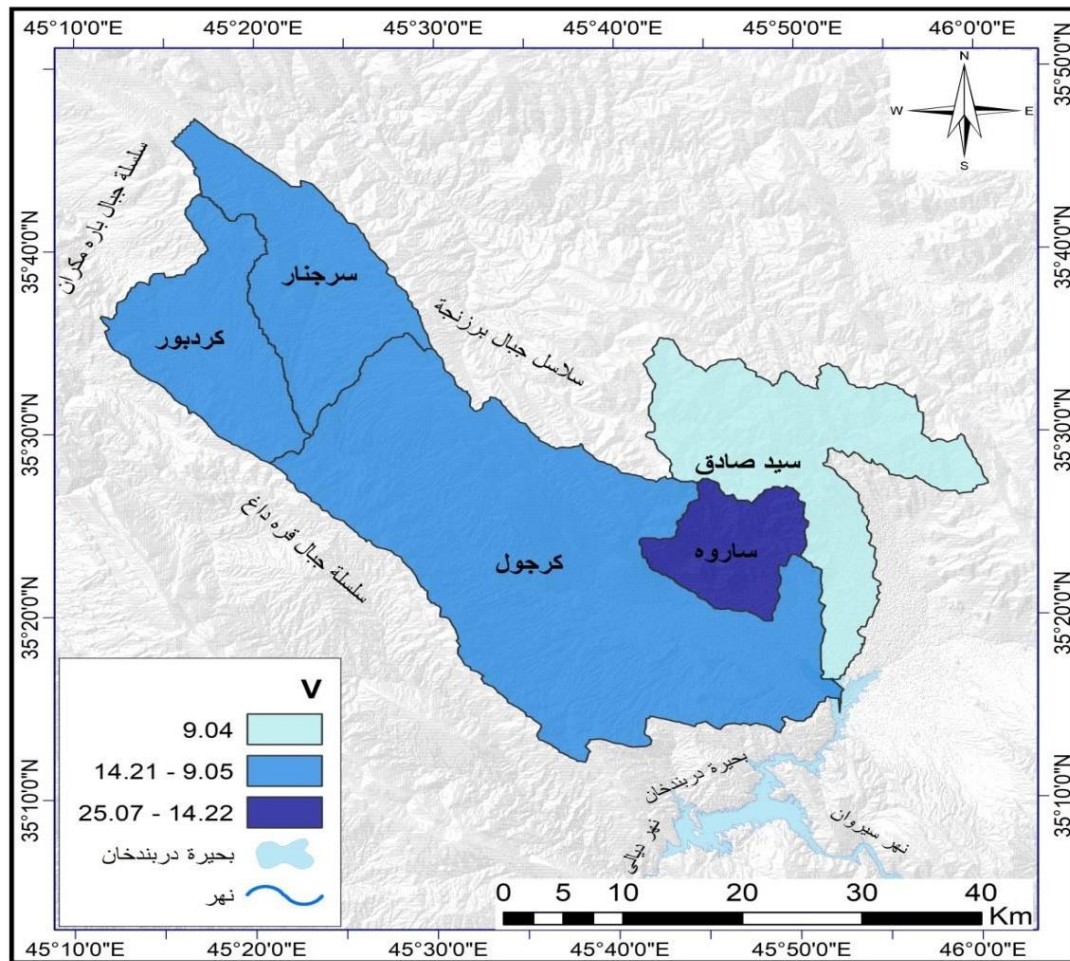 45°10'0"E 45°20'0"E 45°30'0"E 45°40'0"E 45°50'0"E 46°0'0"E
35°50'0"N
35°40'0"N
35°30'0"N
35°20'0"N
35°10'0"N
35°40'0"N
35°30'0"N
35°20'0"N
35°10'0"N
N
W E
S
سلسلة جبال باره مكران
سرجنار
كردبور
سلاسل جبال برزنجة
سيد صادق
ساروه
كرجول
سلسلة جبال قره داغ
بحيرة دربندخان
نهر سيروان
V
9.04
14.21 - 9.05
25.07 - 14.22
بحيرة دربندخان
نهر
0 5 10 20 30 40
Km
45°10'0"E 45°20'0"E 45°30'0"E 45°40'0"E 45°50'0"E 46°0'0"E